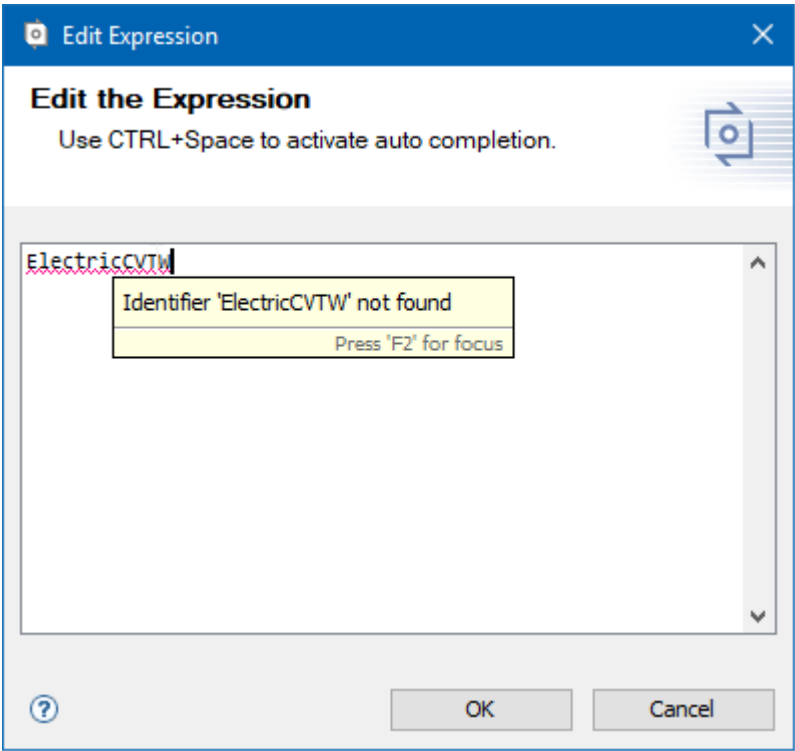 Edit Expression
Edit the Expression
Use CTRL+Space to activate auto completion.
ElectricCVTW
Identifier 'ElectricCVTW' not found
Press 'F2' for focus
?
OK
Cancel